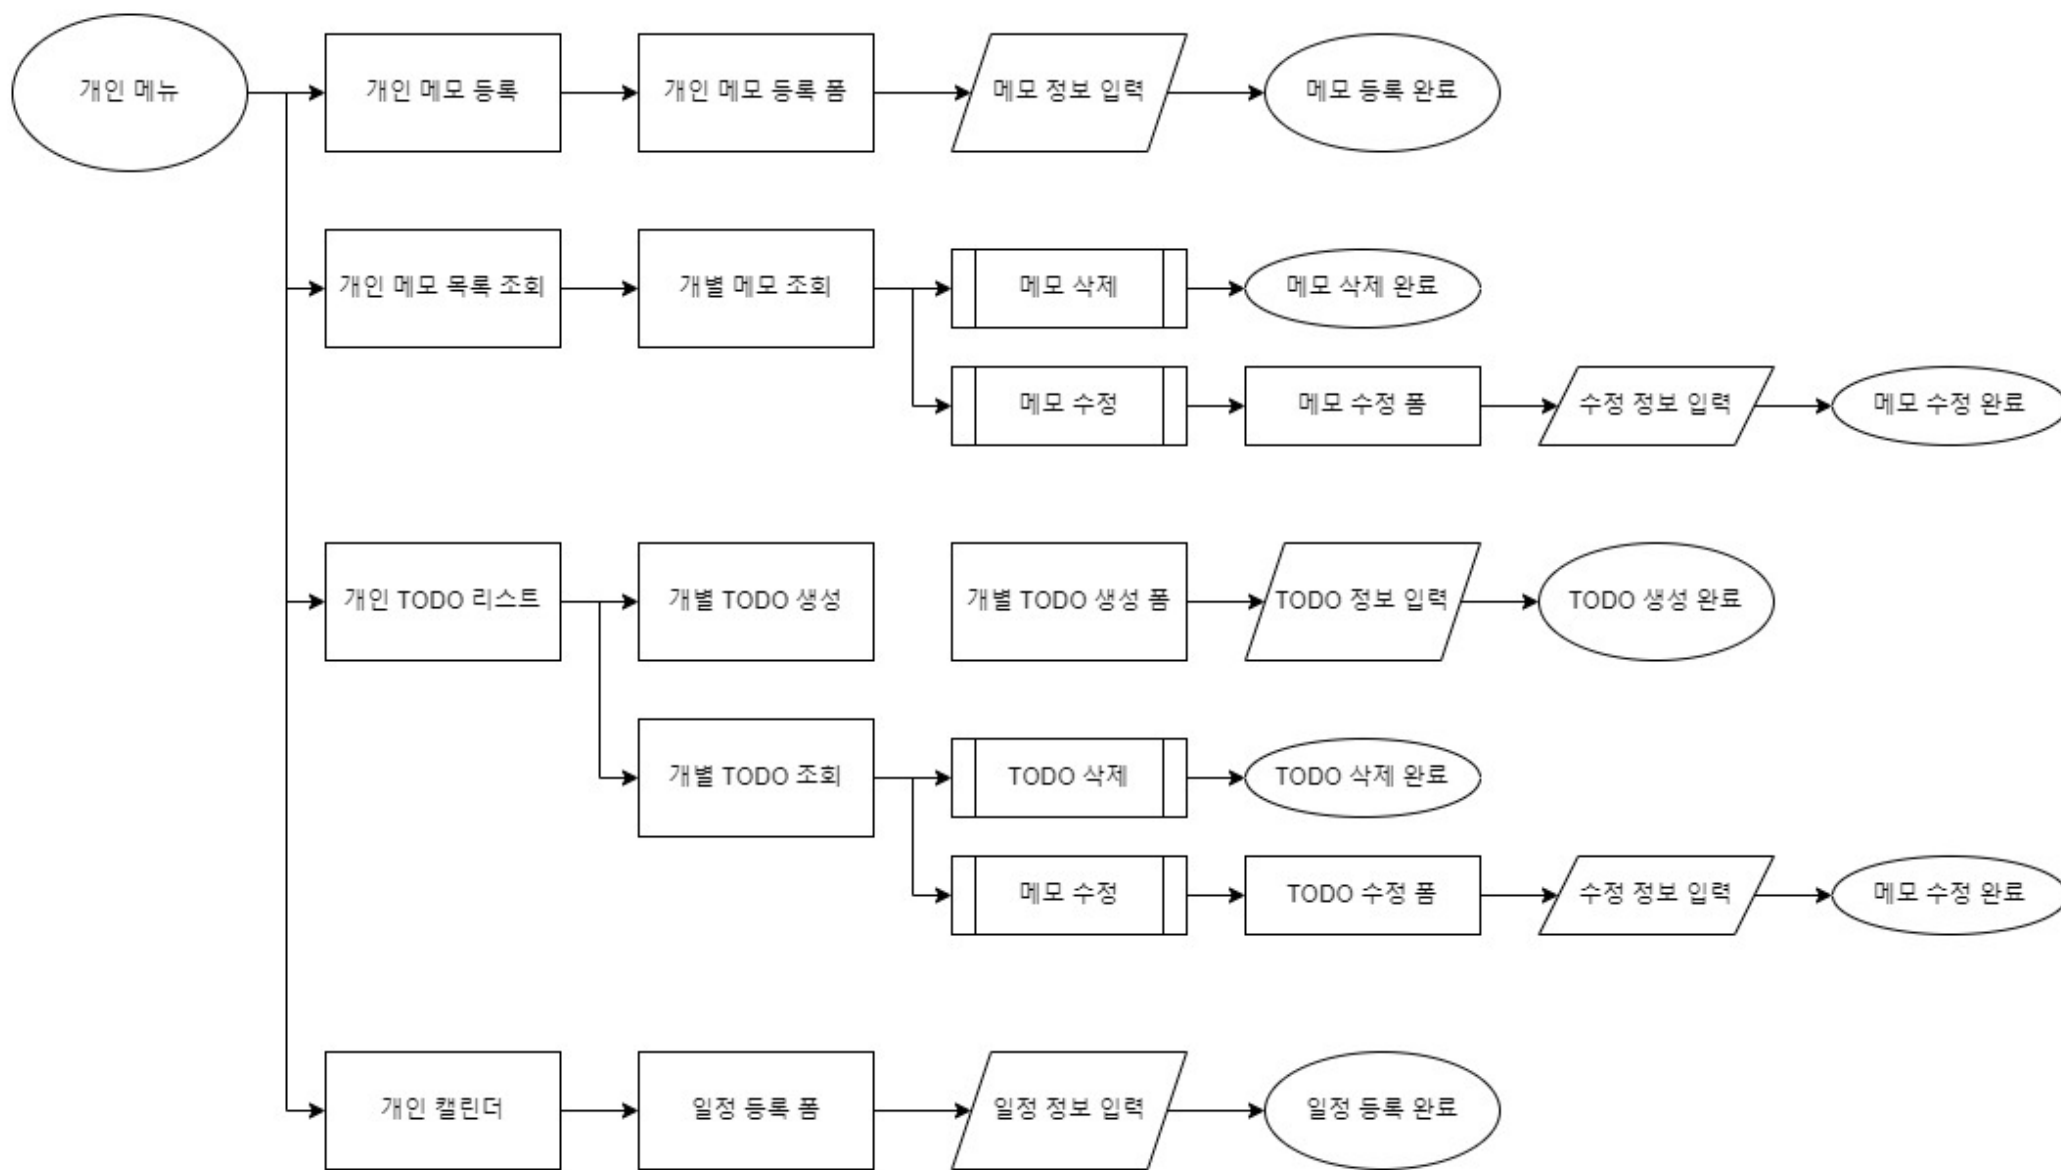 개인 메뉴
개인 메모 등록
개인 메모 등록 폼
메모 정보 입력
메모 등록 완료
개인 메모 목록 조회
개별 메모 조회
메모 삭제
메모 삭제 완료
메모 수정
메모 수정 폼
수정 정보 입력
메모 수정 완료
개인 TODO 리스트
개별 TODO 생성
개별 TODO 생성 폼
TODO 정보 입력
TODO 생성 완료
개별 TODO 조회
TODO 삭제
TODO 삭제 완료
메모 수정
TODO 수정 폼
수정 정보 입력
메모 수정 완료
개인 캘린더
일정 등록 폼
일정 정보 입력
일정 등록 완료